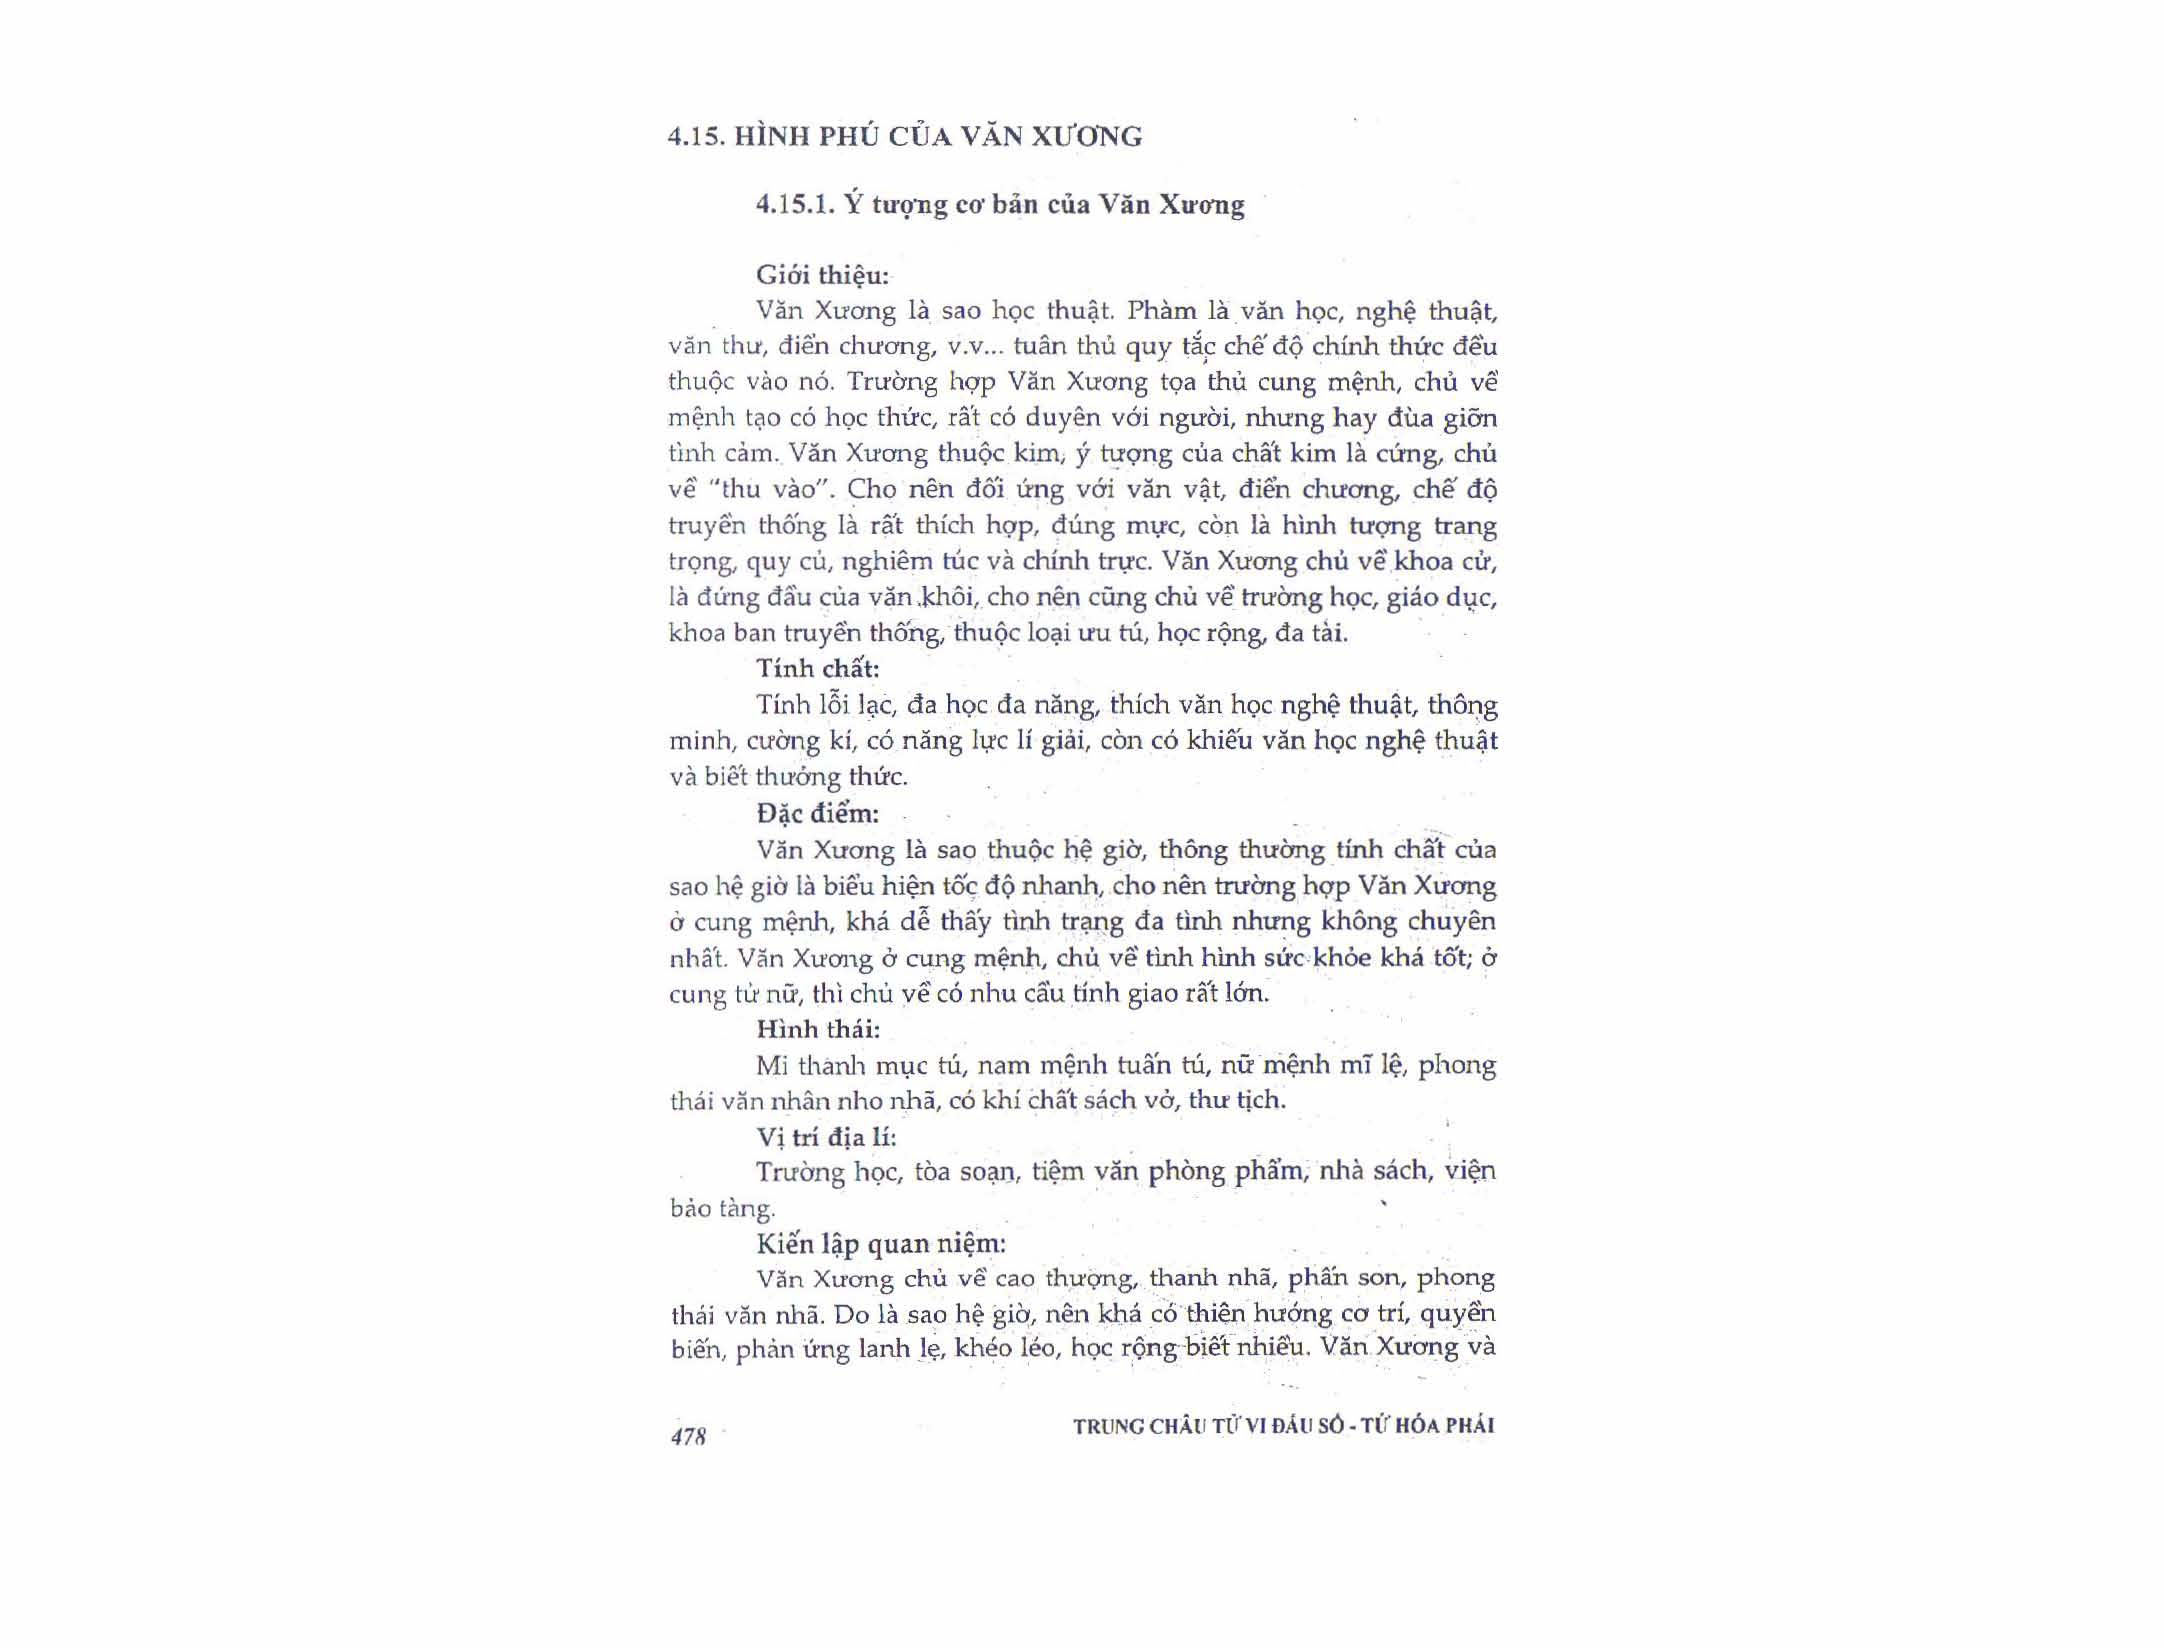 4.15. HÌNH PHÚ CỦA VĂN XƯƠNG
4.15.1. Ý tượng cơ bản của Văn Xương
Giới thiệu:
Văn Xương là sao học thuật. Phàm là văn học, nghệ thuật,
văn thư, điển chương, v.v... tuân thủ quy tắc chế độ chính thức đều
thuộc vào nó. Trường hợp Văn Xương tọa thủ cung mệnh, chủ về
mệnh tạo có học thức, rất có duyên với người, nhưng hay đùa giỡn
tình cảm. Văn Xương thuộc kim, ý tượng của chất kim là cứng, chủ
về "thu vào". Cho nên đối ứng với văn vật, điển chương, chế độ
truyền thống là rất thích hợp, đúng mực, còn là hình tượng trang
trọng, quy củ, nghiêm túc và chính trực. Văn Xương chủ về khoa cử,
là đứng đầu của văn khôi, cho nên cũng chủ về trường học, giáo dục,
khoa ban truyền thống, thuộc loại ưu tú, học rộng, đa tài.
Tính chất:
Tính lỗi lạc, đa học đa năng, thích văn học nghệ thuật, thông
minh, cường kí, có năng lực lí giải, còn có khiếu văn học nghệ thuật
và biết thưởng thức.
Đặc điểm:
Văn Xương là sao thuộc hệ giờ, thông thường tính chất của
sao hệ giờ là biểu hiện tốc độ nhanh, cho nên trường hợp Văn Xương
ở cung mệnh, khá dễ thấy tình trạng đa tình nhưng không chuyên
nhất. Văn Xương ở cung mệnh, chủ về tình hình sức khỏe khá tốt; ở
cung tử nữ, thì chủ về có nhu cầu tính giao rất lớn.
Hình thái:
Mi thanh mục tú, nam mệnh tuấn tú, nữ mệnh mĩ lệ, phong
thái văn nhân nho nhã, có khí chất sách vở, thư tịch.
Vị trí địa lí:
Trường học, tòa soạn, tiệm văn phòng phẩm, nhà sách, viện
bảo tàng.
Kiến lập quan niệm:
Văn Xương chủ về cao thượng, thanh nhã, phấn son, phong
thái văn nhã. Do là sao hệ giờ, nên khá có thiên hướng cơ trí, quyền
biến, phản ứng lanh lẹ, khéo léo, học rộng biết nhiều. Văn Xương và
478
TRUNG CHÂU TỬ VI ĐẨU SỐ - TỨ HÓA PHÁI